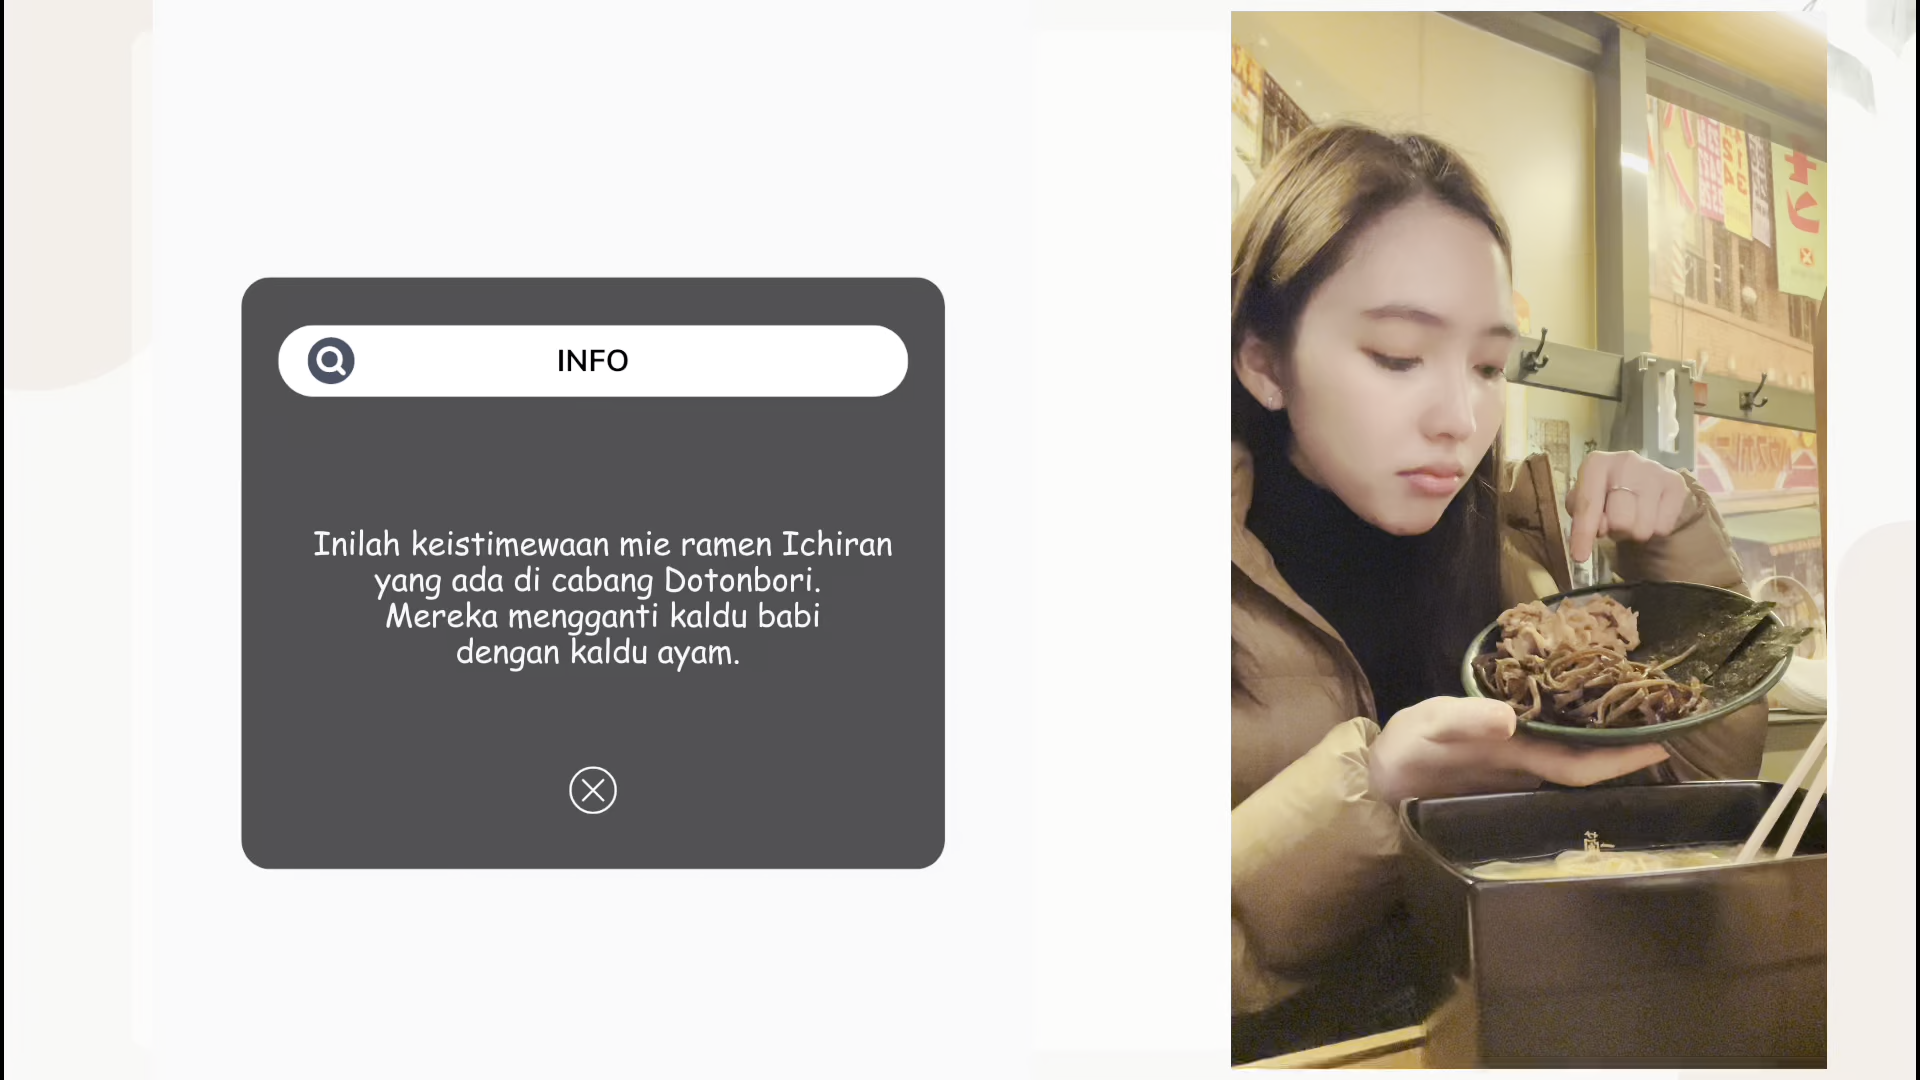 INFO
Inilah keistimewaan mie ramen Ichiran
yang ada di cabang Dotonbori.
Mereka mengganti kaldu babi
dengan kaldu ayam.